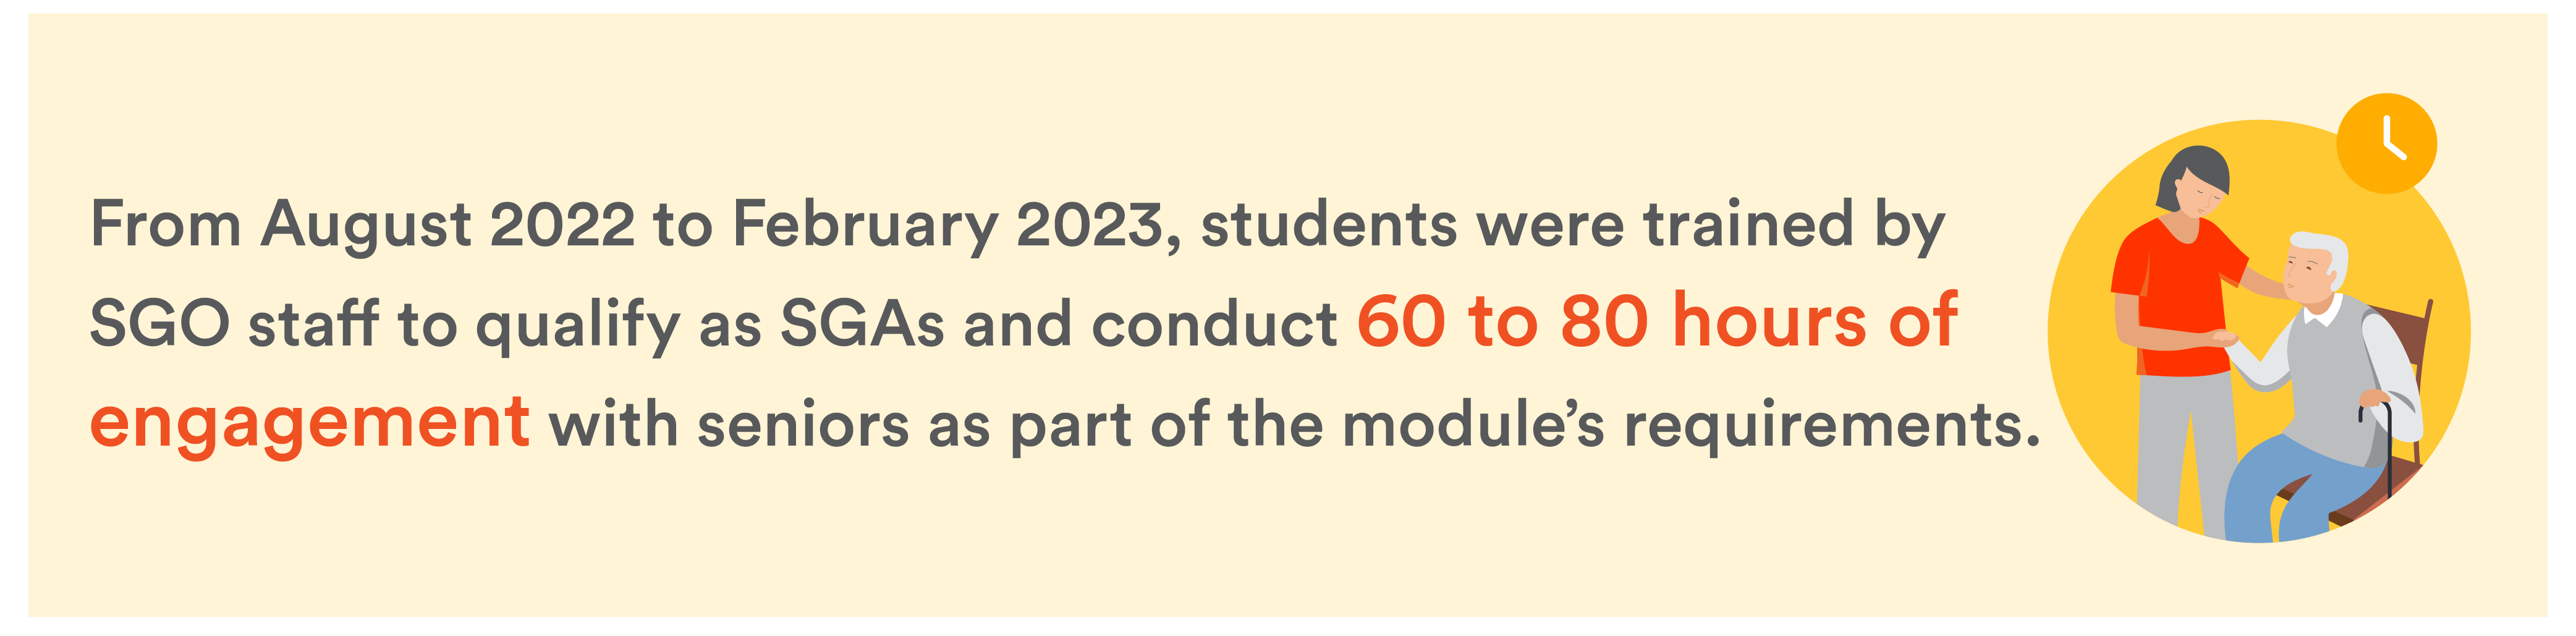 From August 2022 to February 2023, students were trained by
SGO staff to qualify as SGAs and conduct 60 to 80 hours of
engagement with seniors as part of the module’s requirements.